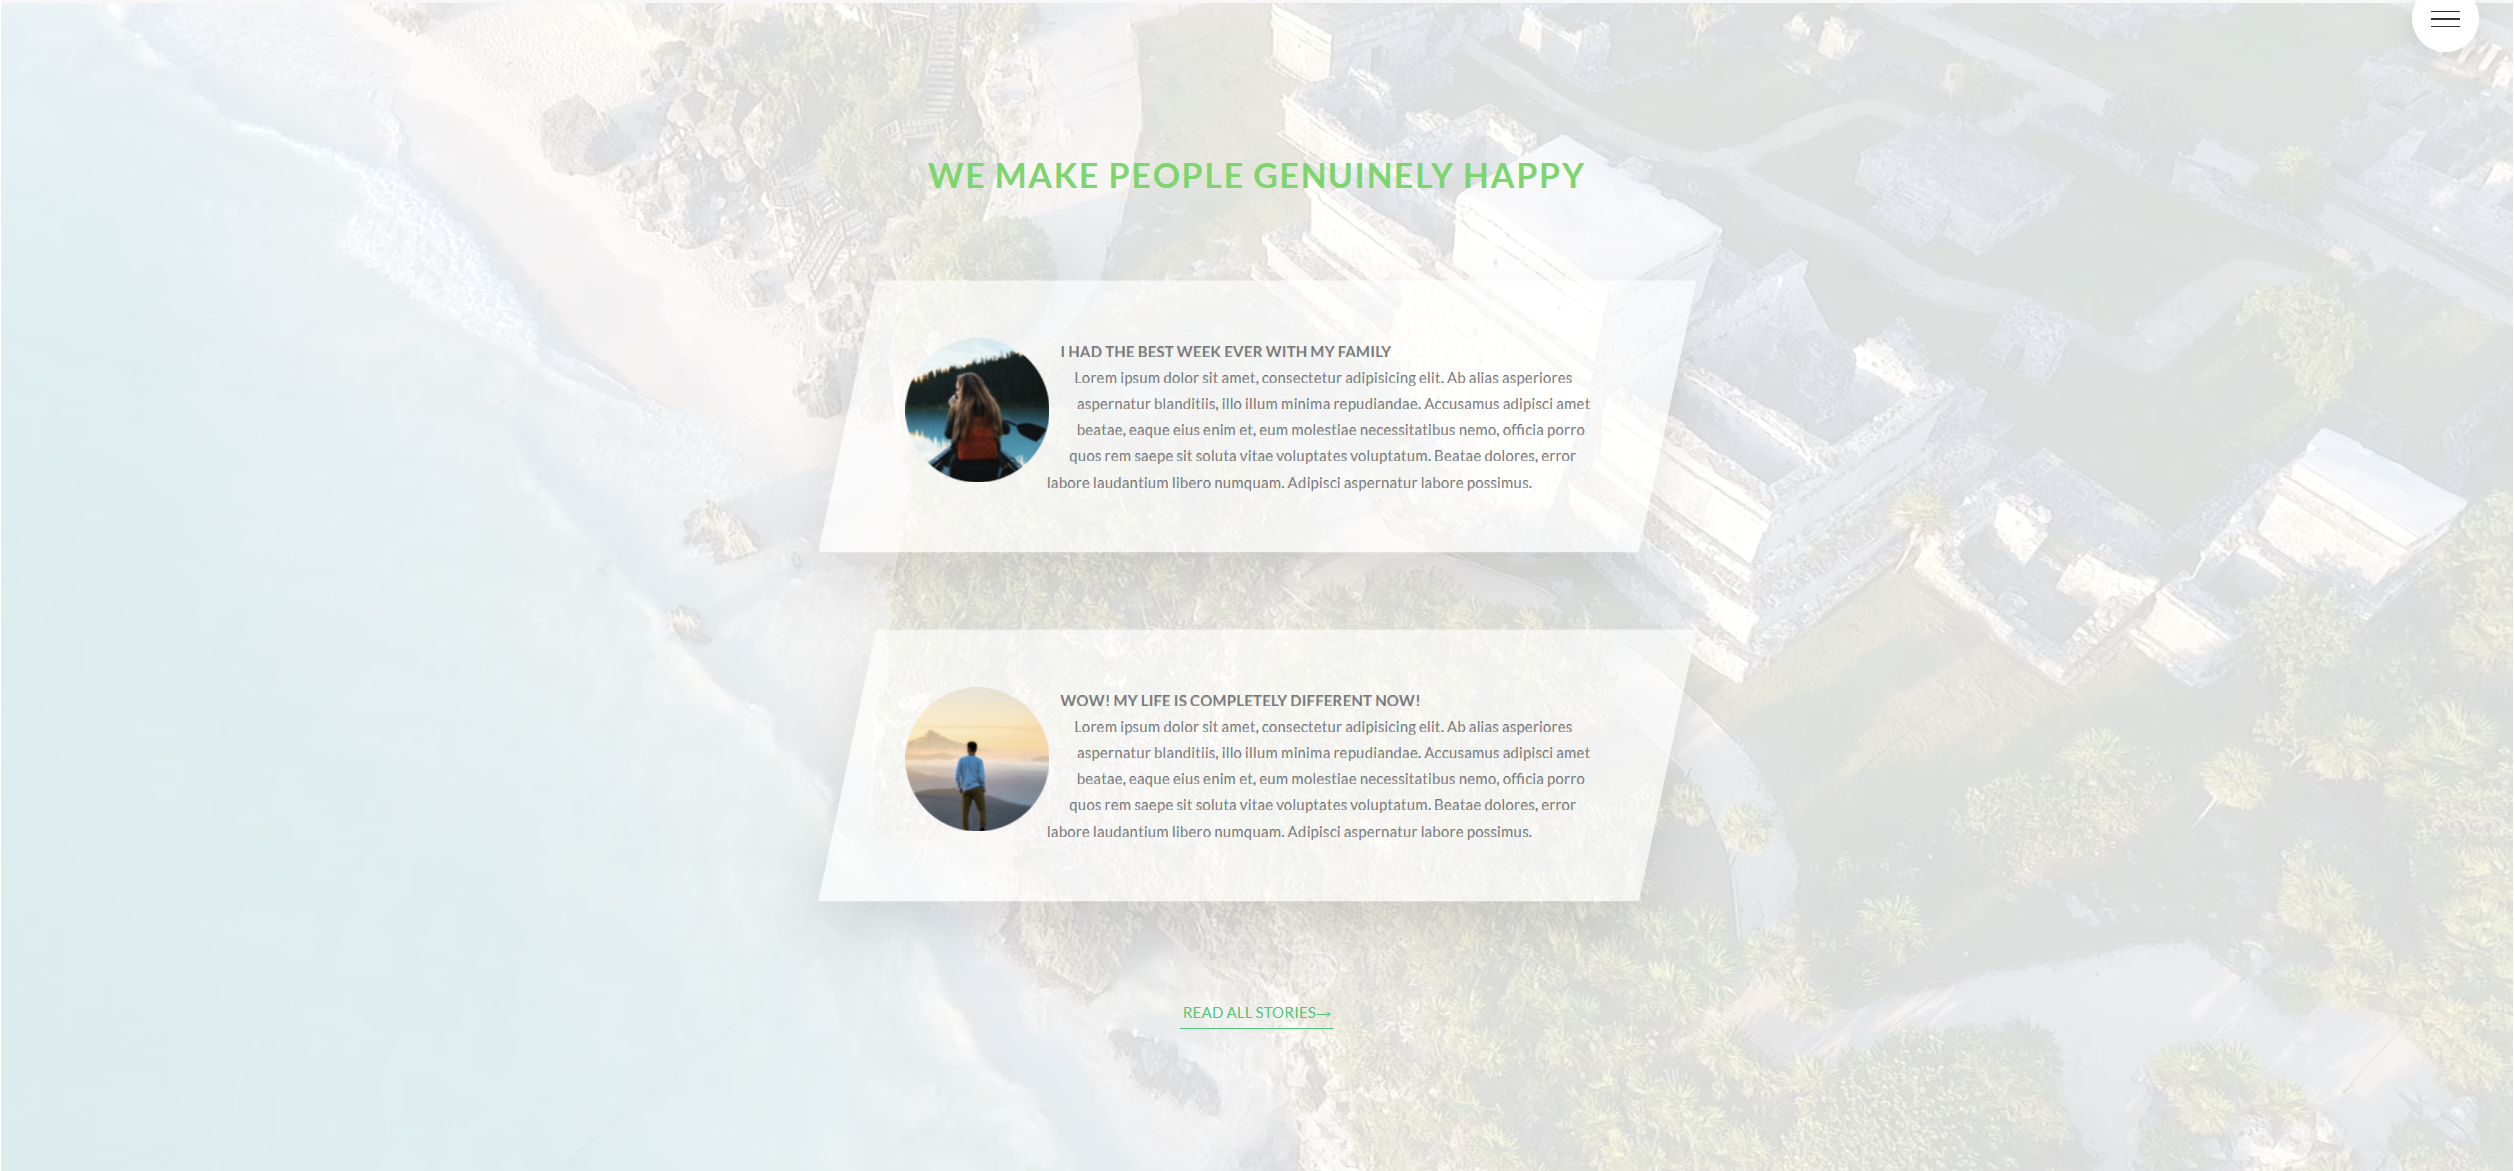 WE MAKE PEOPLE GENUINELY HAPPY
I HAD THE BEST WEEK EVER WITH MY FAMILY
Lorem ipsum dolor sit amet, consectetur adipisicing elit. Ab alias asperiores
aspernatur blanditiis, illo illum minima repudiandae. Accusamus adipisci amet
beatae, eaque eius enim et, eum molestiae necessitatibus nemo, officia porro
quos rem saepe sit soluta vitae voluptates voluptatum. Beatae dolores, error
labore laudantium libero numquam. Adipisci aspernatur labore possimus.
WOW! MY LIFE IS COMPLETELY DIFFERENT NOW!
Lorem ipsum dolor sit amet, consectetur adipisicing elit. Ab alias asperiores
aspernatur blanditiis, illo illum minima repudiandae. Accusamus adipisci amet
beatae, eaque eius enim et, eum molestiae necessitatibus nemo, officia porro
quos rem saepe sit soluta vitae voluptates voluptatum. Beatae dolores, error
labore laudantium libero numquam. Adipisci aspernatur labore possimus.
READ ALL STORIES→